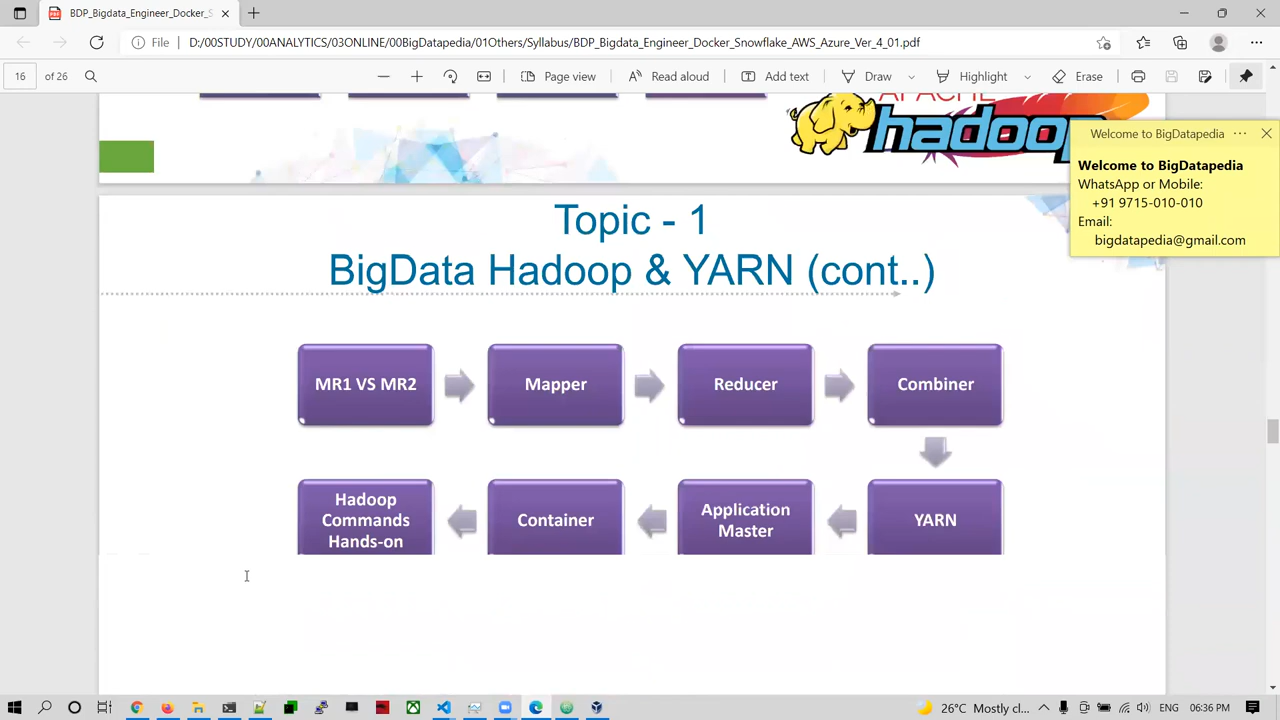 BDP_Bigdata_Engineer_Docker_S
File
D:/00STUDY/00ANALYTICS/03ONLINE/00BigDatapedia/01Others/Syllabus/BDP_Bigdata_Engineer_Docker_Snowflake_AWS_Azure_Ver_4_01.pdf
16 of 26
Page view
Read aloud
Add text
Draw
Highlight
Erase
APACHE
hadoop
Welcome to BigDatapedia
Welcome to BigDatapedia
WhatsApp or Mobile:
+91 9715-010-010
Email:
bigdatapedia@gmail.com
Topic - 1
BigData Hadoop & YARN (cont..)
MR1 VS MR2
Mapper
Reducer
Combiner
Hadoop
Commands
Hands-on
Container
Application
Master
YARN
26°C Mostly cl...
ENG
06:36 PM